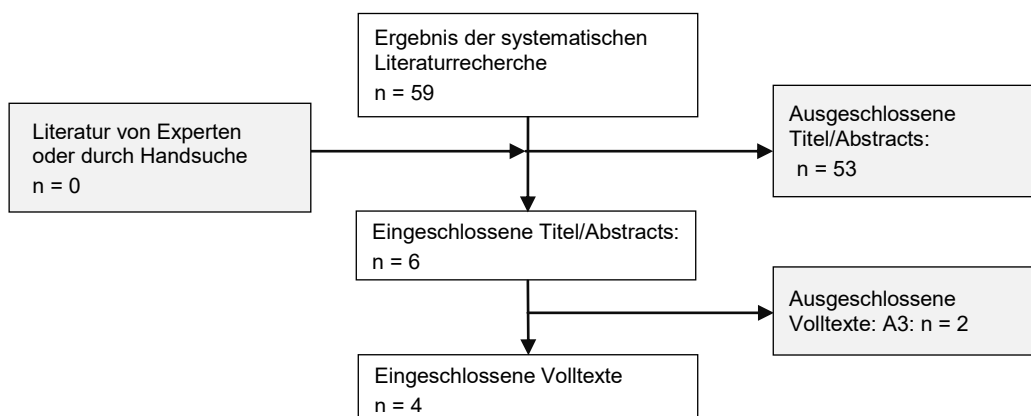 Ergebnis der systematischen
Literaturrecherche
n = 59
Literatur von Experten
oder durch Handsuche
n = 0
Ausgeschlossene
Titel/Abstracts:
n = 53
Eingeschlossene Titel/Abstracts:
n = 6
Ausgeschlossene
Volltexte: A3: n = 2
Eingeschlossene Volltexte
n = 4